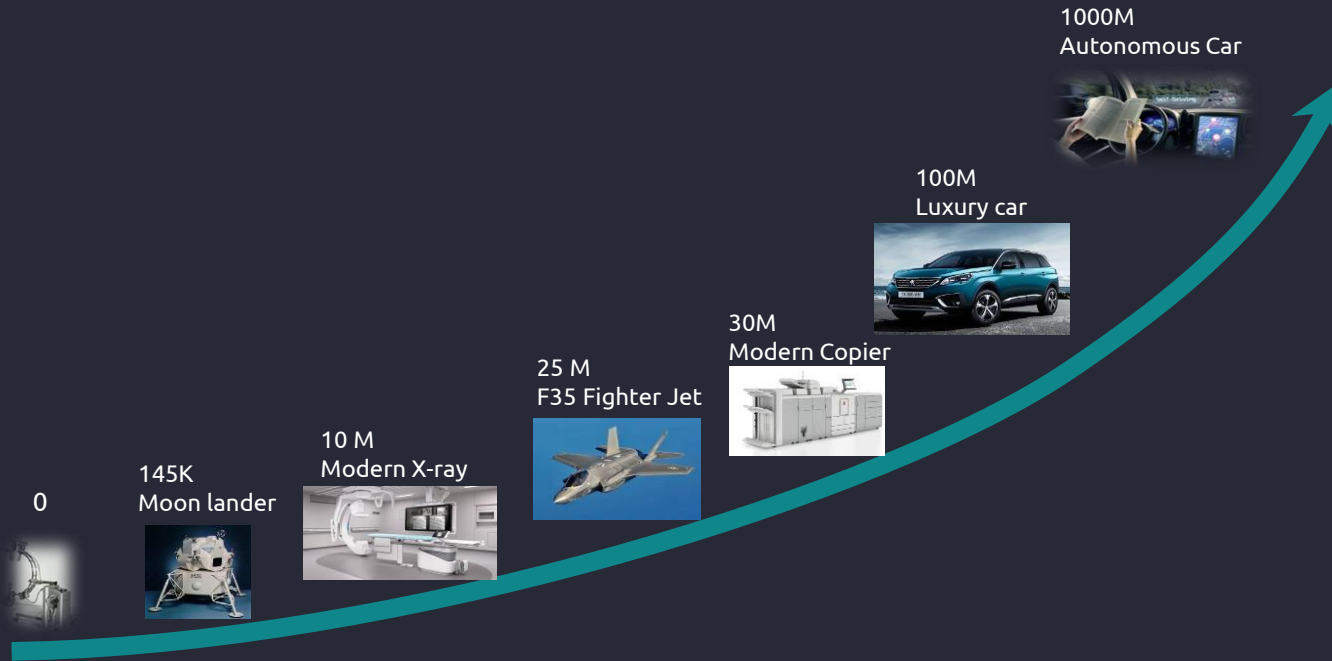 0
145K
Moon lander
10 M
Modern X-ray
25 M
F35 Fighter Jet
30M
Modern Copier
100M
Luxury car
1000M
Autonomous Car